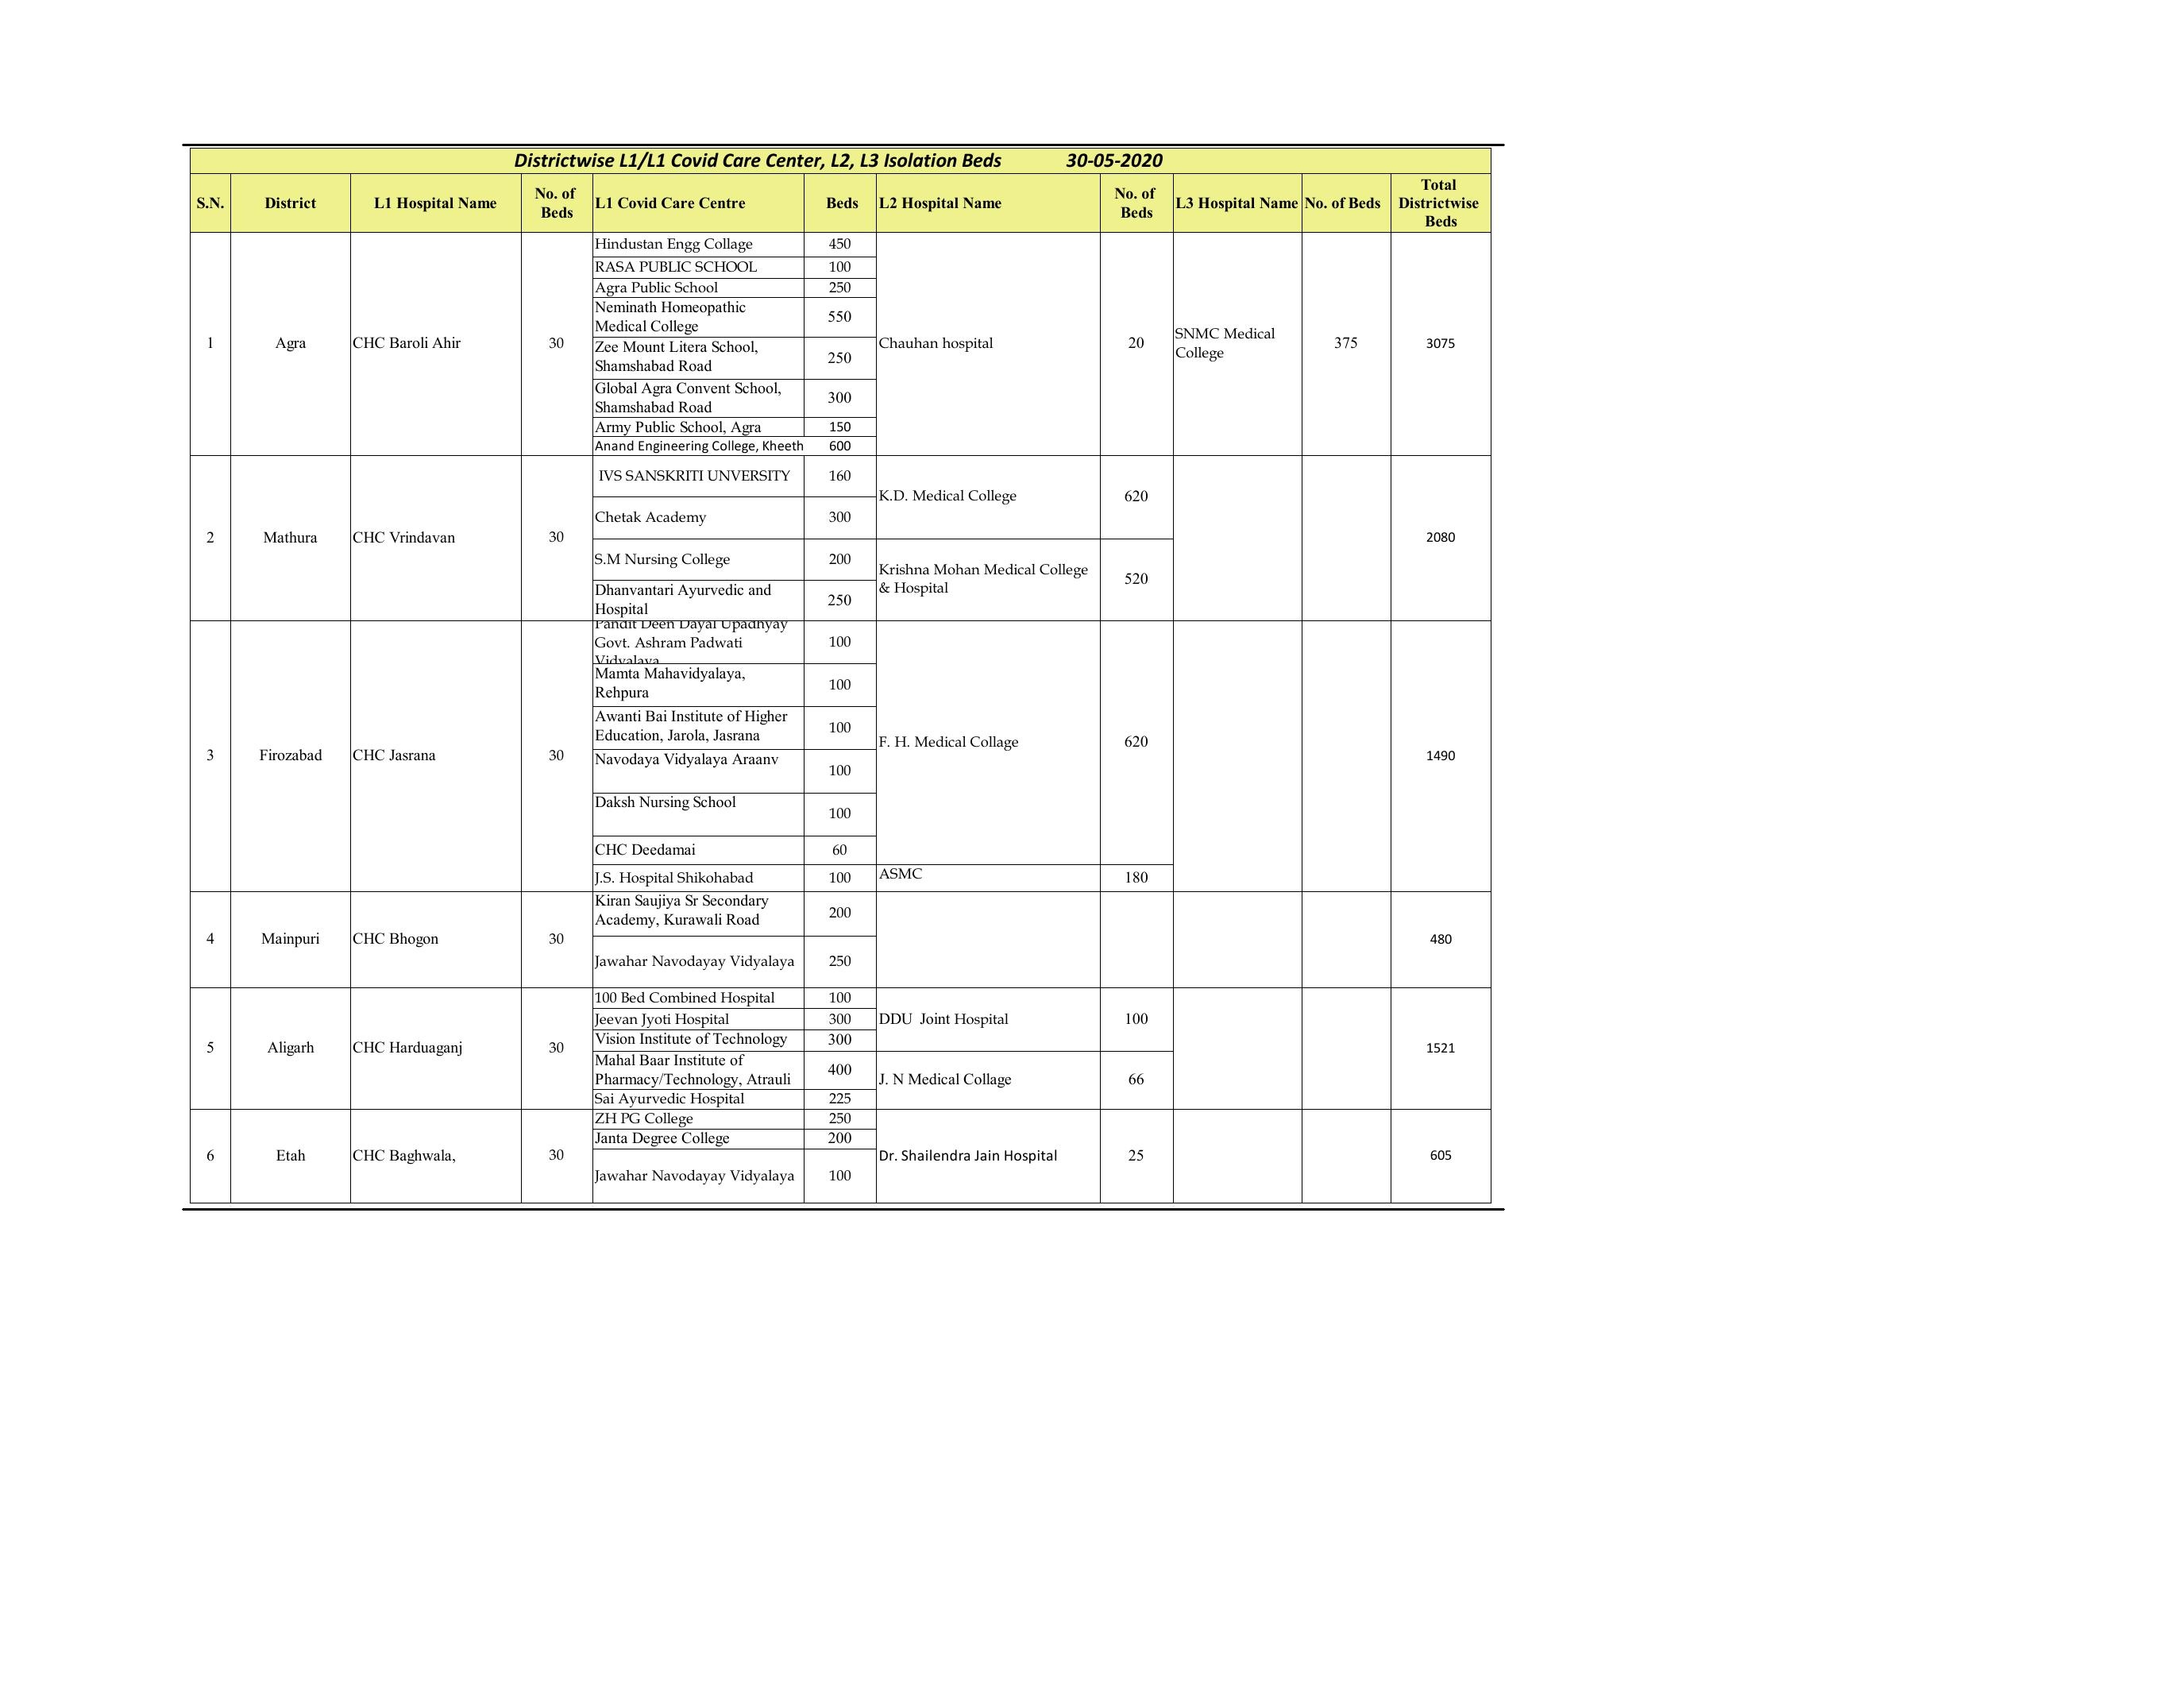 Districtwise L1/L1 Covid Care Center, L2, L3 Isolation Beds 30-05-2020
S.N. District L1 Hospital Name No. of Beds L1 Covid Care Centre Beds L2 Hospital Name No. of Beds L3 Hospital Name No. of Beds Total Districtwise Beds
1 Agra CHC Baroli Ahir 30
Hindustan Engg Collage 450
RASA PUBLIC SCHOOL 100
Agra Public School 250
Neminath Homeopathic
Medical College 550
Zee Mount Litera School,
Shamshabad Road 250
Global Agra Convent School,
Shamshabad Road 300
Army Public School, Agra 150
Anand Engineering College, Kheeth 600
Chauhan hospital 20
SNMC Medical
College 375
3075
2 Mathura CHC Vrindavan 30
IVS SANSKRITI UNVERSITY 160
Chetak Academy 300
S.M Nursing College 200
Dhanvantari Ayurvedic and
Hospital 250
K.D. Medical College 620
Krishna Mohan Medical College
& Hospital 520
2080
3 Firozabad CHC Jasrana 30
Pandit Deen Dayal Upadhyay
Govt. Ashram Padwati
Vidyalaya 100
Mamta Mahavidyalaya,
Rehpura 100
Awanti Bai Institute of Higher
Education, Jarola, Jasrana 100
Navodaya Vidyalaya Araanv 100
Daksh Nursing School 100
CHC Deedamai 60
J.S. Hospital Shikohabad 100
F. H. Medical Collage 620
ASMC 180
1490
4 Mainpuri CHC Bhogon 30
Kiran Saujiya Sr Secondary
Academy, Kurawali Road 200
Jawahar Navodayay Vidyalaya 250
480
5 Aligarh CHC Harduaganj 30
100 Bed Combined Hospital 100
Jeevan Jyoti Hospital 300
Vision Institute of Technology 300
Mahal Baar Institute of
Pharmacy/Technology, Atrauli 400
Sai Ayurvedic Hospital 225
DDU Joint Hospital 100
J. N Medical Collage 66
1521
6 Etah CHC Baghwala, 30
ZH PG College 250
Janta Degree College 200
Jawahar Navodayay Vidyalaya 100
Dr. Shailendra Jain Hospital 25
605